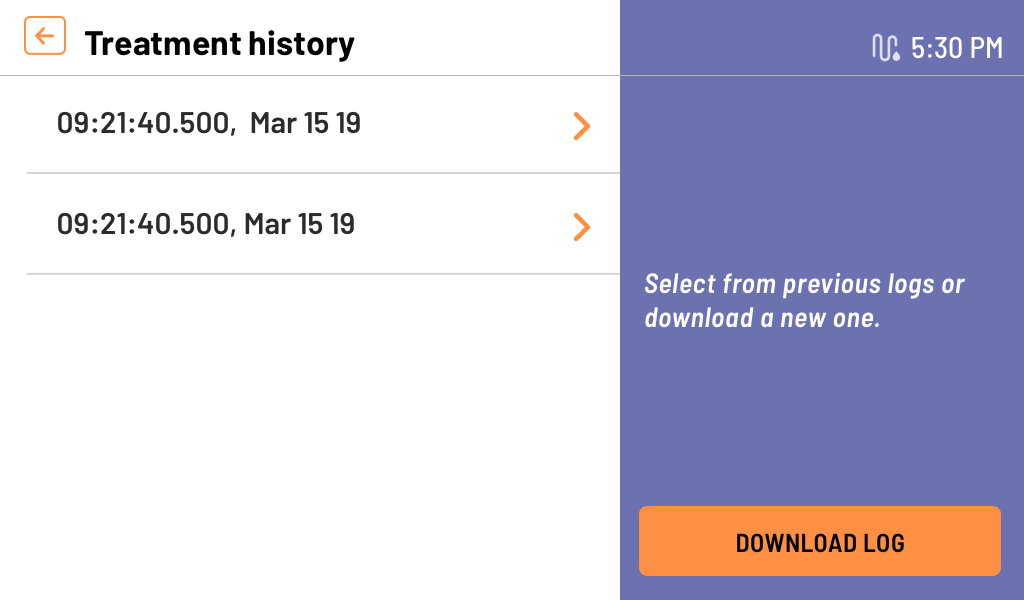 Treatment history
5:30 PM
09:21:40.500,  Mar 15 19
09:21:40.500, Mar 15 19
Select from previous logs or
download a new one.
DOWNLOAD LOG